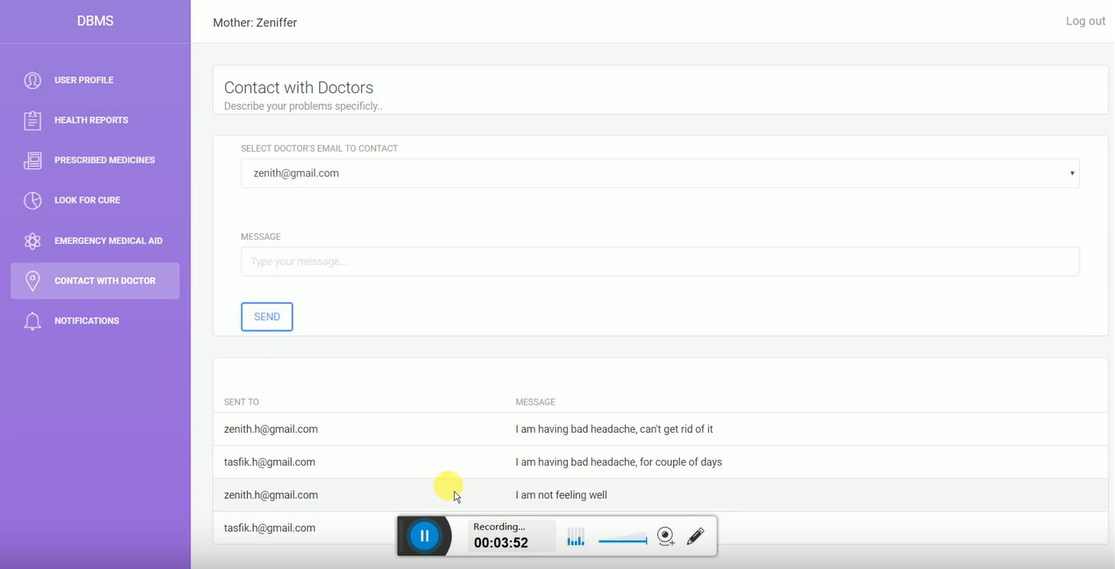 DBMS
Mother: Zeniffer
Log out
USER PROFILE
HEALTH REPORTS
PRESCRIBED MEDICINES
LOOK FOR CURE
EMERGENCY MEDICAL AID
CONTACT WITH DOCTOR
NOTIFICATIONS
Contact with Doctors
Describe your problems specificly..
SELECT DOCTOR'S EMAIL TO CONTACT
zenith@gmail.com
MESSAGE
Type your message...
SEND
SENT TO MESSAGE
zenith.h@gmail.com I am having bad headache, can't get rid of it
tasfik.h@gmail.com I am having bad headache, for couple of days
zenith.h@gmail.com I am not feeling well
tasfik.h@gmail.com
Recording...
00:03:52